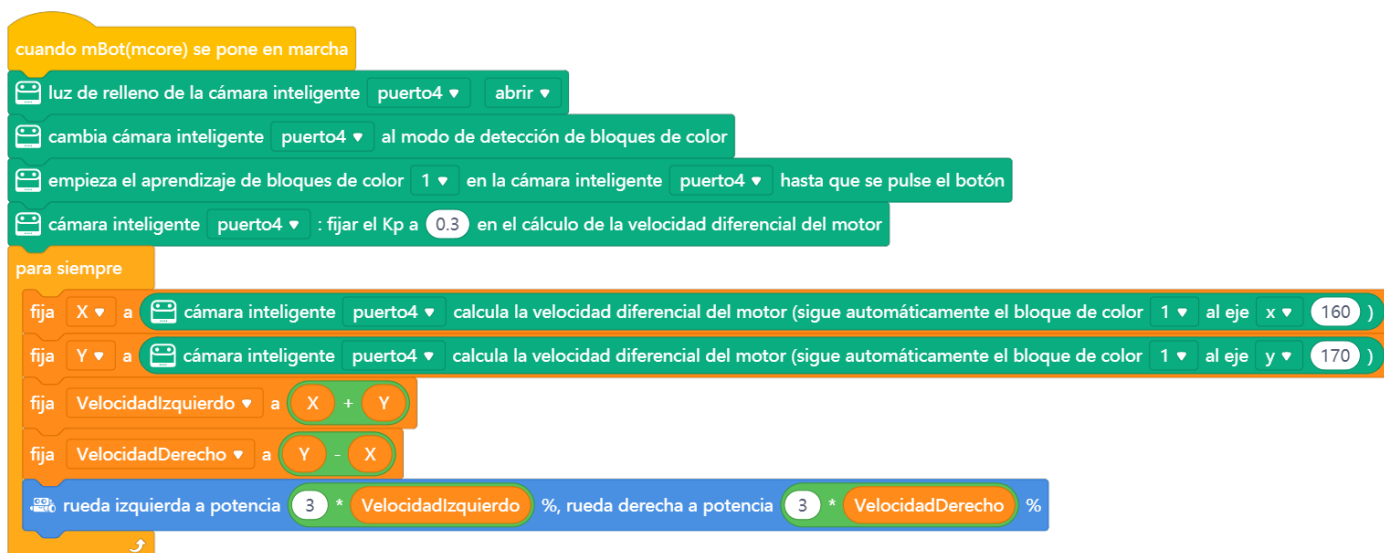 cuando mBot(mcore) se pone en marcha
luz de relleno de la cámara inteligente puerto4 abrir
cambia cámara inteligente puerto4 al modo de detección de bloques de color
empieza el aprendizaje de bloques de color 1 en la cámara inteligente puerto4 hasta que se pulse el botón
cámara inteligente puerto4 : fijar el Kp a 0.3 en el cálculo de la velocidad diferencial del motor
para siempre
fija X a cámara inteligente puerto4 calcula la velocidad diferencial del motor (sigue automáticamente el bloque de color 1 al eje x 160 )
fija Y a cámara inteligente puerto4 calcula la velocidad diferencial del motor (sigue automáticamente el bloque de color 1 al eje y 170 )
fija VelocidadIzquierdo a X + Y
fija VelocidadDerecho a Y - X
rueda izquierda a potencia 3 * VelocidadIzquierdo %, rueda derecha a potencia 3 * VelocidadDerecho %